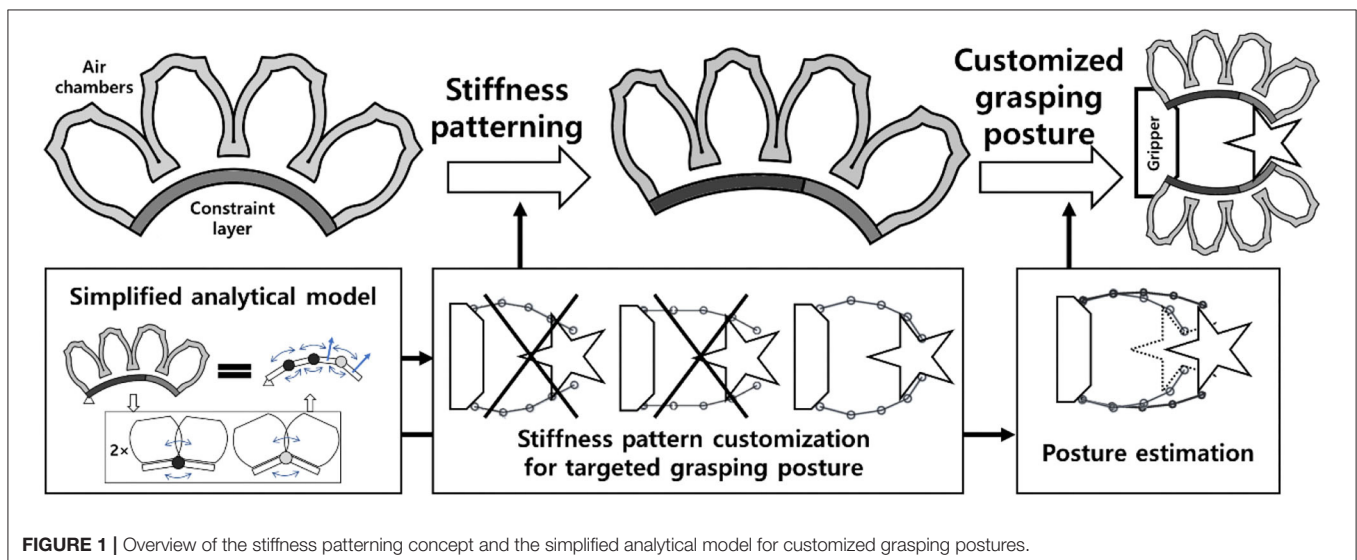 Air
chambers
Constraint
layer
Stiffness
patterning
Customized
grasping
posture
Gripper
Simplified analytical model
=
2×
Stiffness pattern customization
for targeted grasping posture
Posture estimation
FIGURE 1 | Overview of the stiffness patterning concept and the simplified analytical model for customized grasping postures.